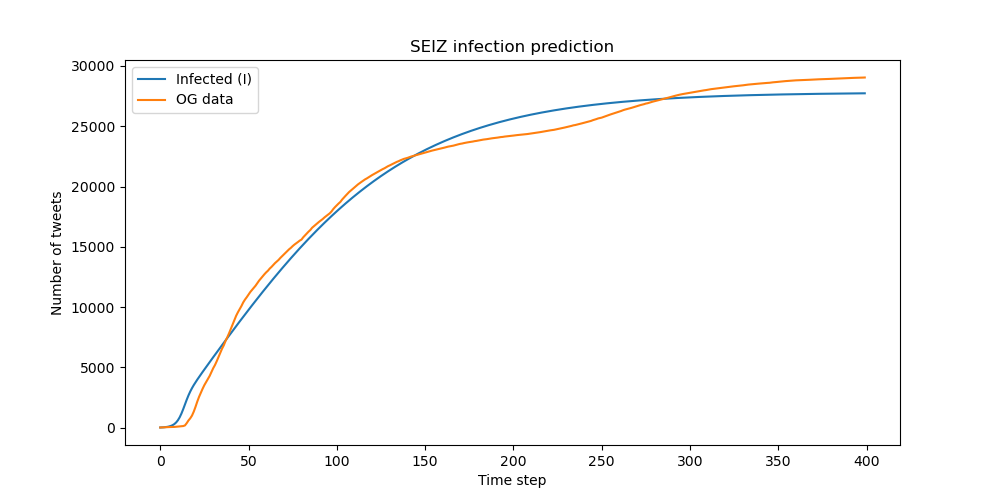 SEIZ infection prediction
Infected (I)
OG data
Number of tweets
30000
25000
20000
15000
10000
5000
0
0 50 100 150 200 250 300 350 400
Time step